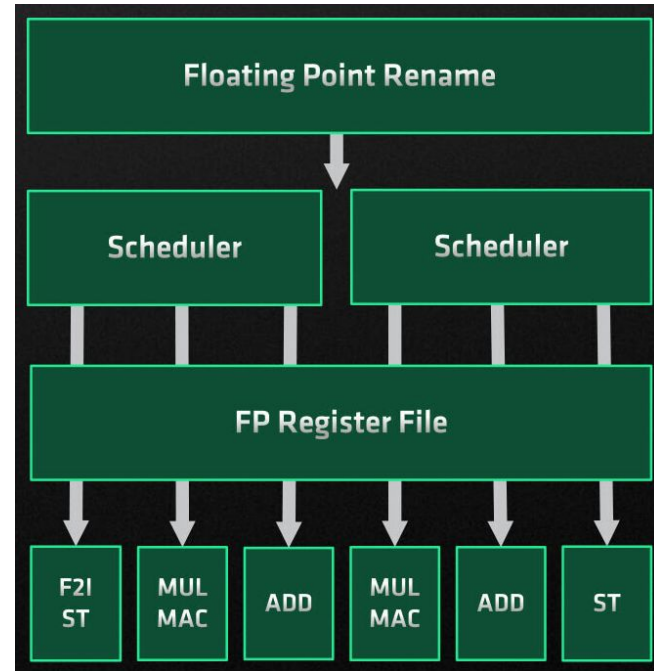 Floating Point Rename
Scheduler
Scheduler
FP Register File
F2I
ST
MUL
MAC
ADD
MUL
MAC
ADD
ST